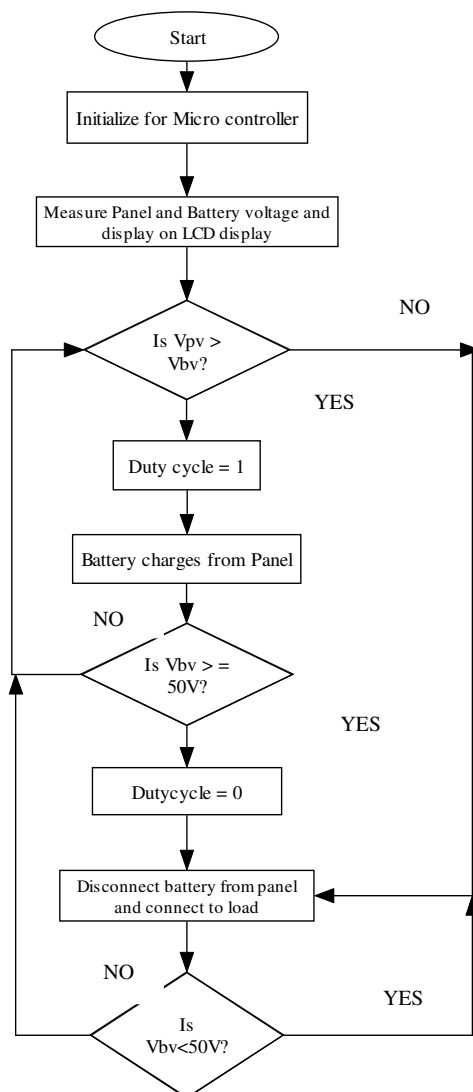 Start
Initialize for Micro controller
Measure Panel and Battery voltage and
display on LCD display
NO
Is Vpv >
Vbv?
YES
Duty cycle = 1
Battery charges from Panel
NO
Is Vbv > =
50V?
YES
Dutycycle = 0
Disconnect battery from panel
and connect to load
NO
YES
Is
Vbv<50V?